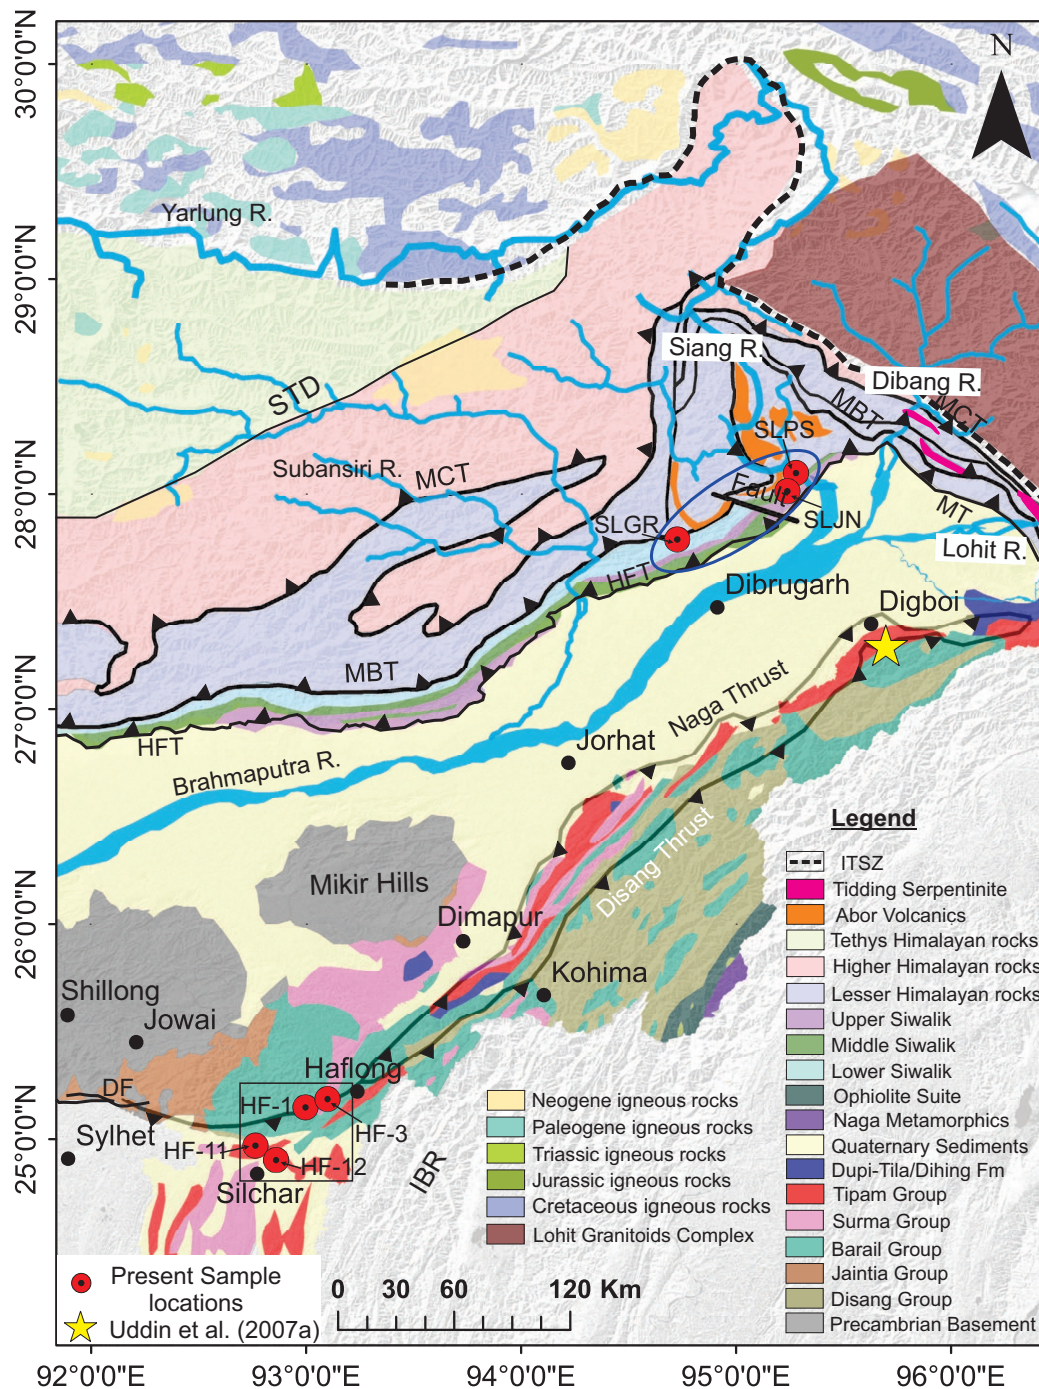 N
30°0'0"N
29°0'0"N
28°0'0"N
27°0'0"N
26°0'0"N
25°0'0"N
Yarlung R.
Siang R.
Dibang R.
STD
MBT
MCT
SLPS
Subansiri R.
MCT
Fault
SLGR
SLJN
MT
Lohit R.
HFT
Dibrugarh
Digboi
MBT
Naga Thrust
HFT
Jorhat
Brahmaputra R.
Disang Thrust
Mikir Hills
Dimapur
Kohima
Shillong
Jowai
Haflong
DF
HF-1
HF-3
Sylhet
HF-11
HF-12
Silchar
IBR
Legend
ITSZ
Tidding Serpentinite
Abor Volcanics
Tethys Himalayan rocks
Higher Himalayan rocks
Lesser Himalayan rocks
Upper Siwalik
Middle Siwalik
Lower Siwalik
Ophiolite Suite
Naga Metamorphics
Quaternary Sediments
Dupi-Tila/Dihing Fm
Tipam Group
Surma Group
Barail Group
Jaintia Group
Disang Group
Precambrian Basement
Neogene igneous rocks
Paleogene igneous rocks
Triassic igneous rocks
Jurassic igneous rocks
Cretaceous igneous rocks
Lohit Granitoids Complex
Present Sample
locations
Uddin et al. (2007a)
0 30 60 120 Km
92°0'0"E 93°0'0"E 94°0'0"E 95°0'0"E 96°0'0"E